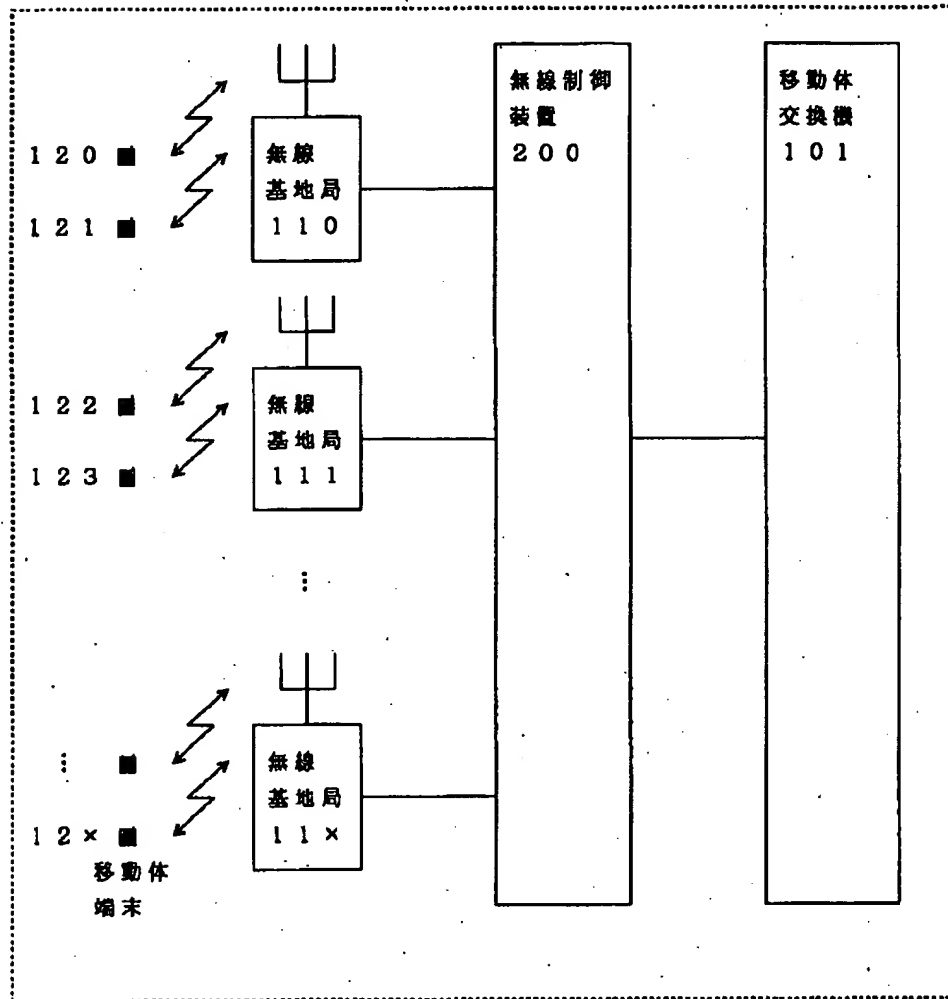 無線制御
装置
200
移動体
交換機
101
120
121
無線
基地局
110
122
123
無線
基地局
111
⋮
⋮
12×
移動体
端末
無線
基地局
11×